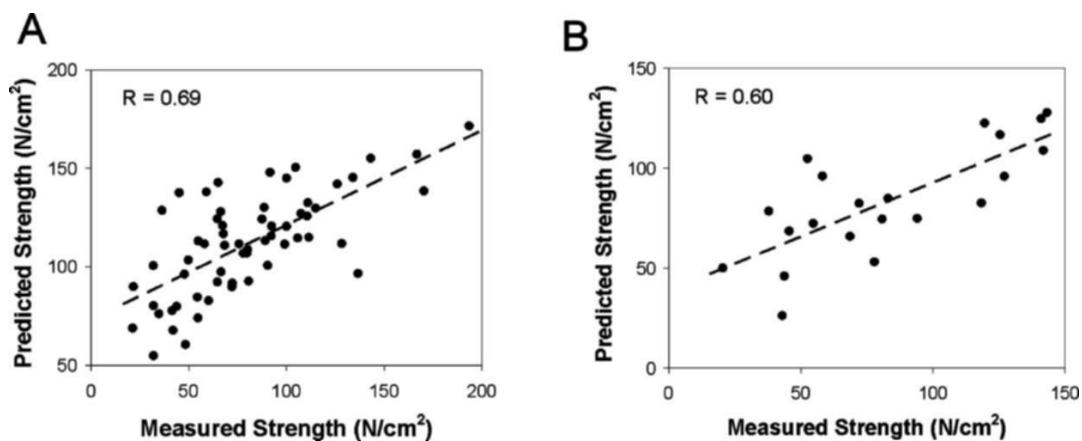 A
B
200
R = 0.69
150
100
50
0
50
100
150
200
Predicted Strength (N/cm²)
Measured Strength (N/cm²)
150
R = 0.60
100
50
0
0
50
100
150
Predicted Strength (N/cm²)
Measured Strength (N/cm²)